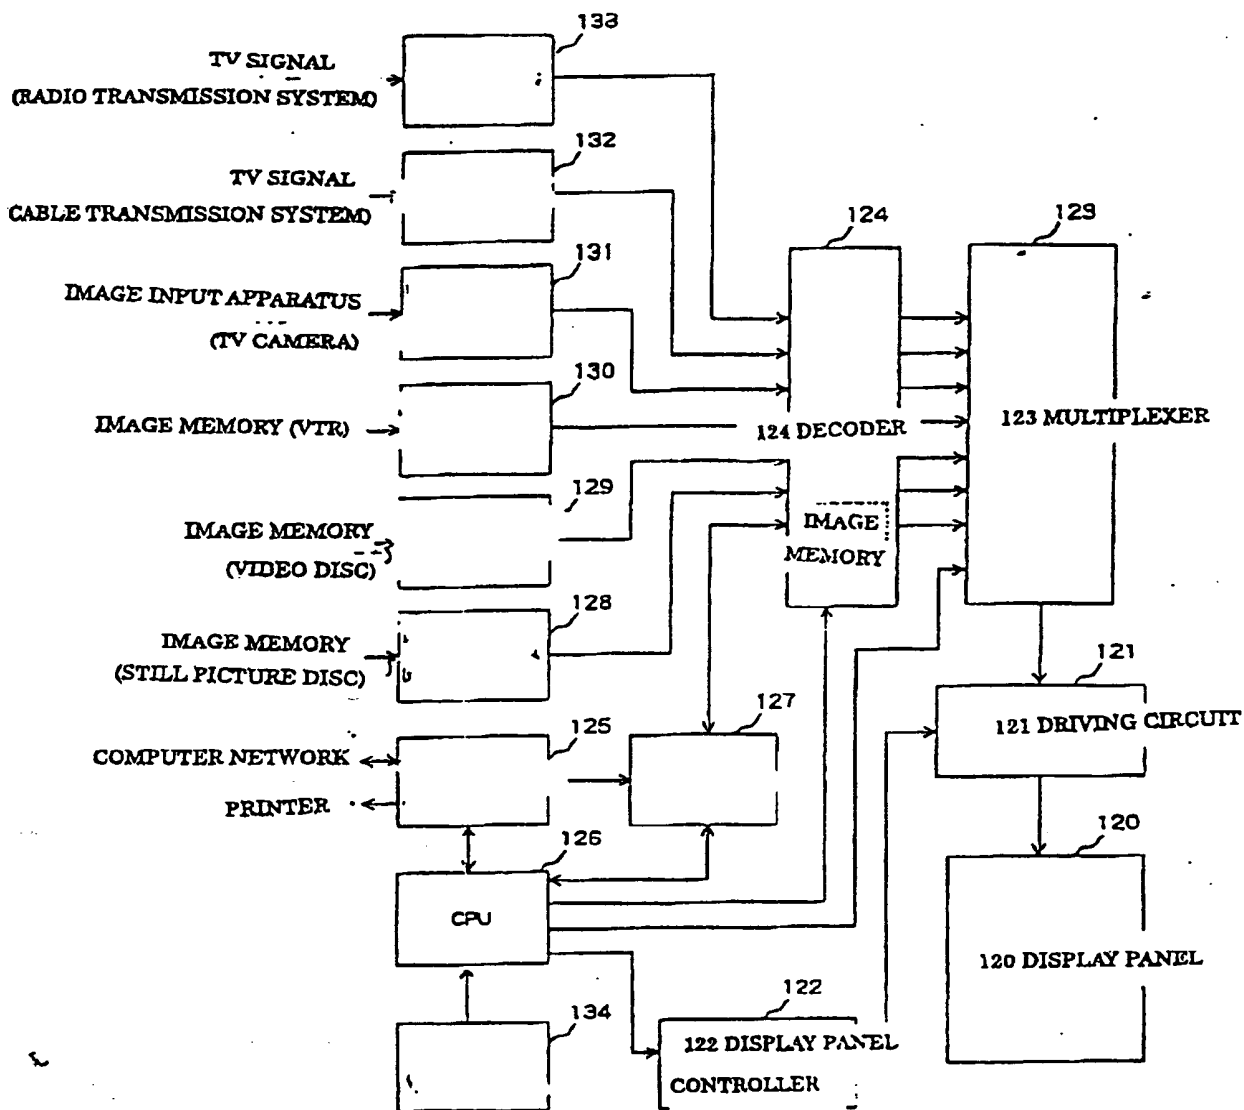 133
TV SIGNAL
(RADIO TRANSMISSION SYSTEM)
132
TV SIGNAL
CABLE TRANSMISSION SYSTEM)
124
123
131
IMAGE INPUT APPARATUS
(TV CAMERA)
130
IMAGE MEMORY (VTR)
124 DECODER
123 MULTIPLEXER
129
IMAGE MEMORY
(VIDEO DISC)
IMAGE
MEMORY
128
IMAGE MEMORY
(STILL PICTURE DISC)
121
127
125
121 DRIVING CIRCUIT
COMPUTER NETWORK
PRINTER
126
120
CPU
120 DISPLAY PANEL
122
134
122 DISPLAY PANEL
CONTROLLER